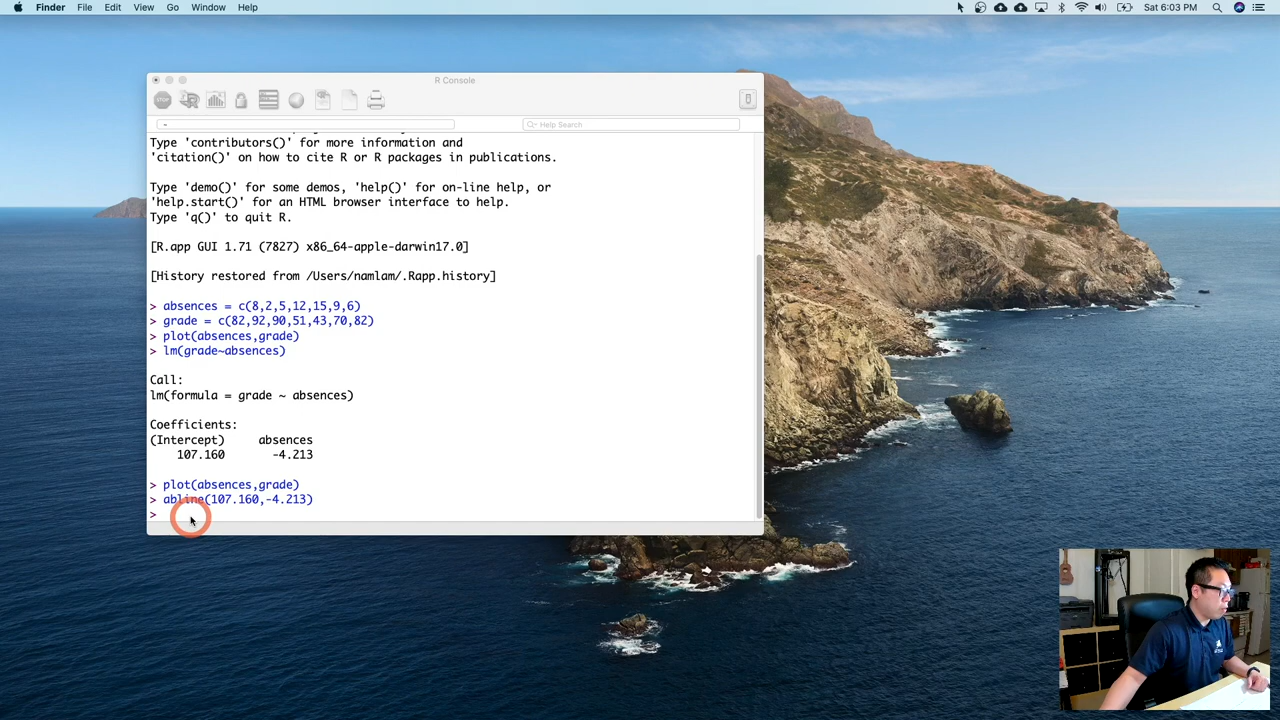 Finder File Edit View Go Window Help Sat 6:03 PM
R Console
STOP
Help Search
Type 'contributors()' for more information and
'citation()' on how to cite R or R packages in publications.
Type 'demo()' for some demos, 'help()' for on-line help, or
'help.start()' for an HTML browser interface to help.
Type 'q()' to quit R.
[R.app GUI 1.71 (7827) x86_64-apple-darwin17.0]
[History restored from /Users/namlam/.Rapp.history]
> absences = c(8,2,5,12,15,9,6)
> grade = c(82,92,90,51,43,70,82)
> plot(absences,grade)
> lm(grade~absences)
Call:
lm(formula = grade ~ absences)
Coefficients:
(Intercept) absences
107.160 -4.213
> plot(absences,grade)
> abline(107.160,-4.213)
>